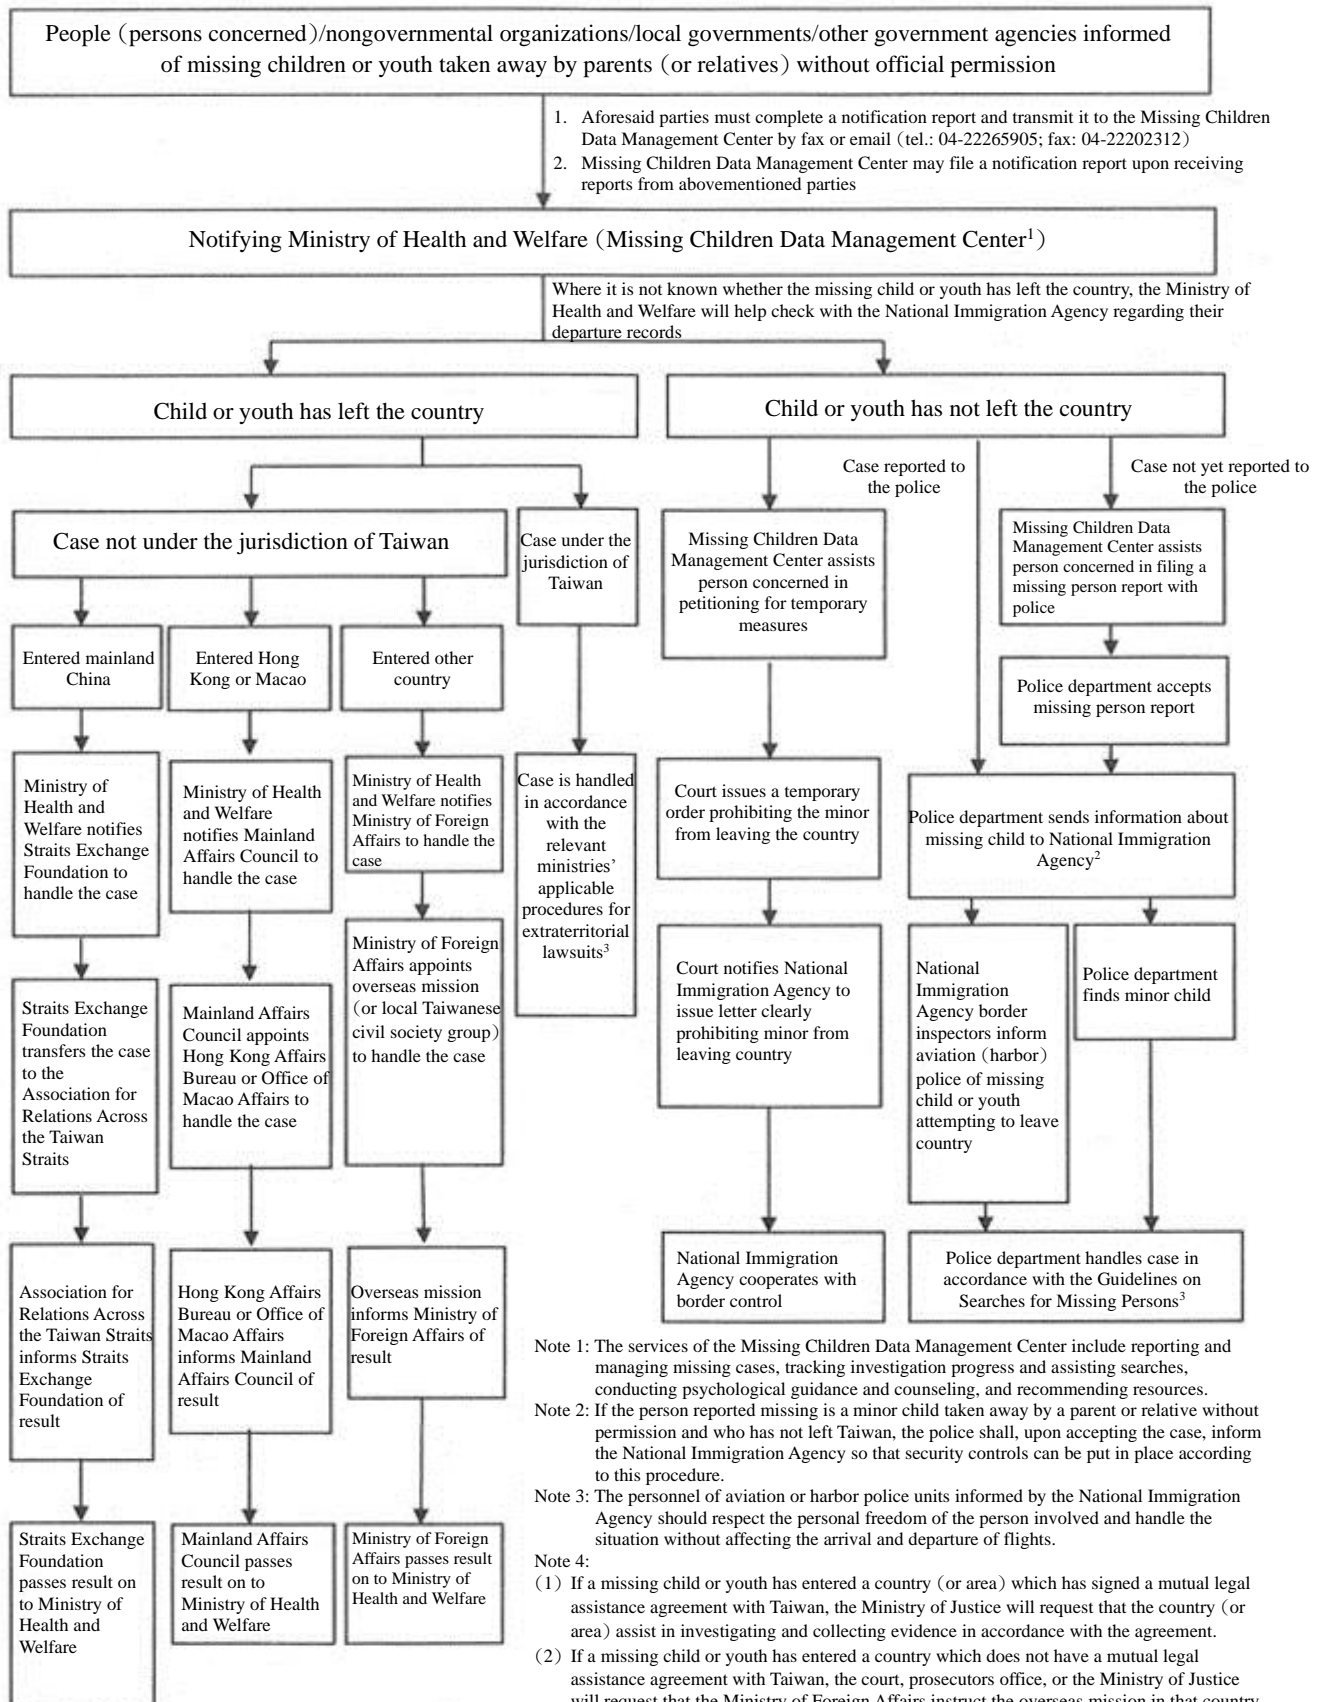 People（persons concerned）/nongovernmental organizations/local governments/other government agencies informed
of missing children or youth taken away by parents（or relatives）without official permission
1. Aforesaid parties must complete a notification report and transmit it to the Missing Children
Data Management Center by fax or email（tel.: 04-22265905; fax: 04-22202312）
2. Missing Children Data Management Center may file a notification report upon receiving
reports from abovementioned parties
Notifying Ministry of Health and Welfare（Missing Children Data Management Center1）
Where it is not known whether the missing child or youth has left the country, the Ministry of
Health and Welfare will help check with the National Immigration Agency regarding their
departure records
Child or youth has left the country
Child or youth has not left the country
Case reported to
the police
Case not yet reported to
the police
Case not under the jurisdiction of Taiwan
Case under the
jurisdiction of
Taiwan
Missing Children Data
Management Center assists
person concerned in
petitioning for temporary
measures
Missing Children Data
Management Center assists
person concerned in filing a
missing person report with
police
Entered mainland
China
Entered Hong
Kong or Macao
Entered other
country
Police department accepts
missing person report
Ministry of
Health and
Welfare notifies
Straits Exchange
Foundation to
handle the case
Ministry of Health
and Welfare
notifies Mainland
Affairs Council to
handle the case
Ministry of Health
and Welfare notifies
Ministry of Foreign
Affairs to handle the
case
Case is handled
in accordance
with the
relevant
ministries’
applicable
procedures for
extraterritorial
lawsuits3
Court issues a temporary
order prohibiting the minor
from leaving the country
Police department sends information about
missing child to National Immigration
Agency2
Straits Exchange
Foundation
transfers the case
to the
Association for
Relations Across
the Taiwan
Straits
Mainland Affairs
Council appoints
Hong Kong Affairs
Bureau or Office of
Macao Affairs to
handle the case
Ministry of Foreign
Affairs appoints
overseas mission
（or local Taiwanese
civil society group）
to handle the case
Court notifies National
Immigration Agency to
issue letter clearly
prohibiting minor from
leaving country
National
Immigration
Agency border
inspectors inform
aviation（harbor）
police of missing
child or youth
attempting to leave
country
Police department
finds minor child
Association for
Relations Across
the Taiwan Straits
informs Straits
Exchange
Foundation of
result
Hong Kong Affairs
Bureau or Office of
Macao Affairs
informs Mainland
Affairs Council of
result
Overseas mission
informs Ministry of
Foreign Affairs of
result
National Immigration
Agency cooperates with
border control
Police department handles case in
accordance with the Guidelines on
Searches for Missing Persons3
Straits Exchange
Foundation
passes result on
to Ministry of
Health and
Welfare
Mainland Affairs
Council passes
result on to
Ministry of Health
and Welfare
Ministry of Foreign
Affairs passes result
on to Ministry of
Health and Welfare
Note 1: The services of the Missing Children Data Management Center include reporting and
managing missing cases, tracking investigation progress and assisting searches,
conducting psychological guidance and counseling, and recommending resources.
Note 2: If the person reported missing is a minor child taken away by a parent or relative without
permission and who has not left Taiwan, the police shall, upon accepting the case, inform
the National Immigration Agency so that security controls can be put in place according
to this procedure.
Note 3: The personnel of aviation or harbor police units informed by the National Immigration
Agency should respect the personal freedom of the person involved and handle the
situation without affecting the arrival and departure of flights.
Note 4:
（1）If a missing child or youth has entered a country（or area）which has signed a mutual legal
assistance agreement with Taiwan, the Ministry of Justice will request that the country（or
area）assist in investigating and collecting evidence in accordance with the agreement.
（2）If a missing child or youth has entered a country which does not have a mutual legal
assistance agreement with Taiwan, the court, prosecutors office, or the Ministry of Justice
will request that the Ministry of Foreign Affairs instruct the overseas mission in that country